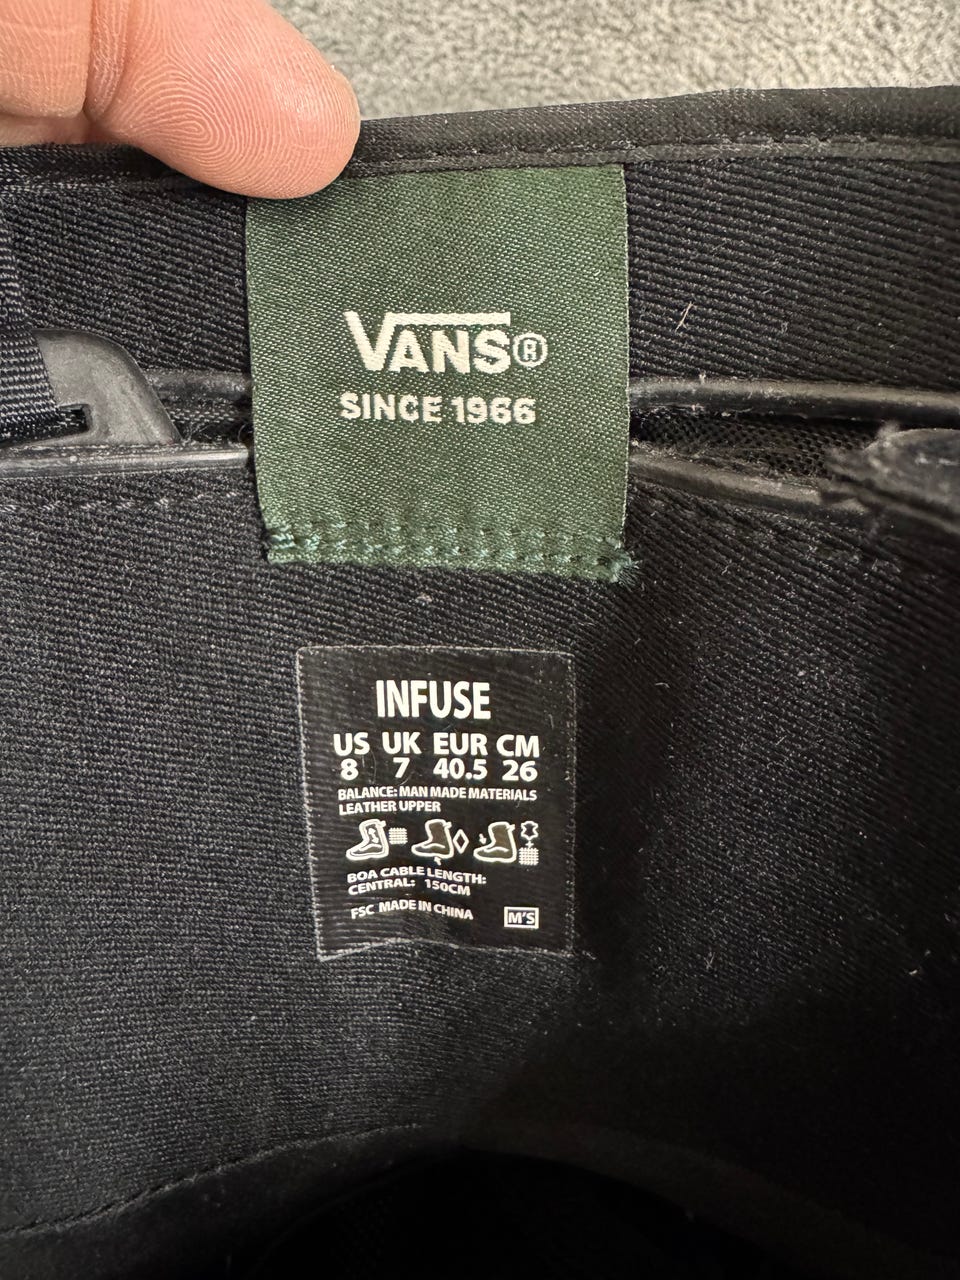 VANS®
SINCE 1966
INFUSE
US UK EUR CM
8 7 40.5 26
BALANCE: MAN MADE MATERIALS
LEATHER UPPER
BOA CABLE LENGTH:
CENTRAL: 150CM
FSC MADE IN CHINA
M'S